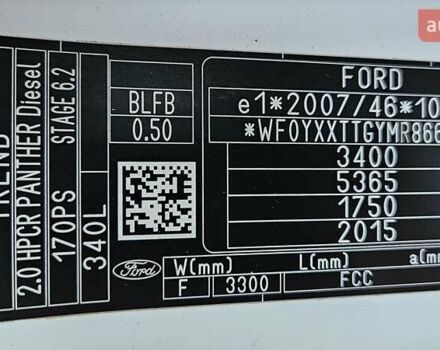 au
TREND
2.0 HPCR PANTHER Diesel
170PS STAGE 6.2
340L
BLFB
0.50
FORD
e1*2007/46*10
*WF0YXXTTGYMR866
3400
5365
1750
2015
Ford
W(mm) L(mm) a(m
F 3300 FCC